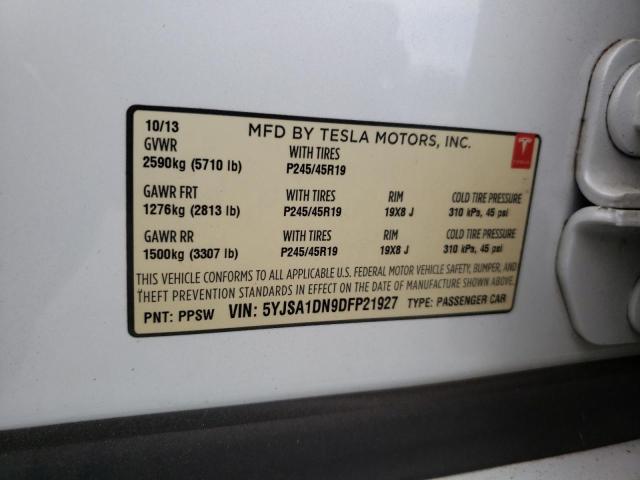 10/13 MFD BY TESLA MOTORS, INC.
GVWR WITH TIRES
2590kg (5710 lb) P245/45R19
GAWR FRT WITH TIRES RIM COLD TIRE PRESSURE
1276kg (2813 lb) P245/45R19 19X8 J 310 kPa, 45 psi
GAWR RR WITH TIRES RIM COLD TIRE PRESSURE
1500kg (3307 lb) P245/45R19 19X8 J 310 kPa, 45 psi
THIS VEHICLE CONFORMS TO ALL APPLICABLE U.S. FEDERAL MOTOR VEHICLE SAFETY, BUMPER, AND
THEFT PREVENTION STANDARDS IN EFFECT ON THE DATE OF MANUFACTURE SHOWN ABOVE.
PNT: PPSW VIN: 5YJSA1DN9DFP21927 TYPE: PASSENGER CAR
TESLA